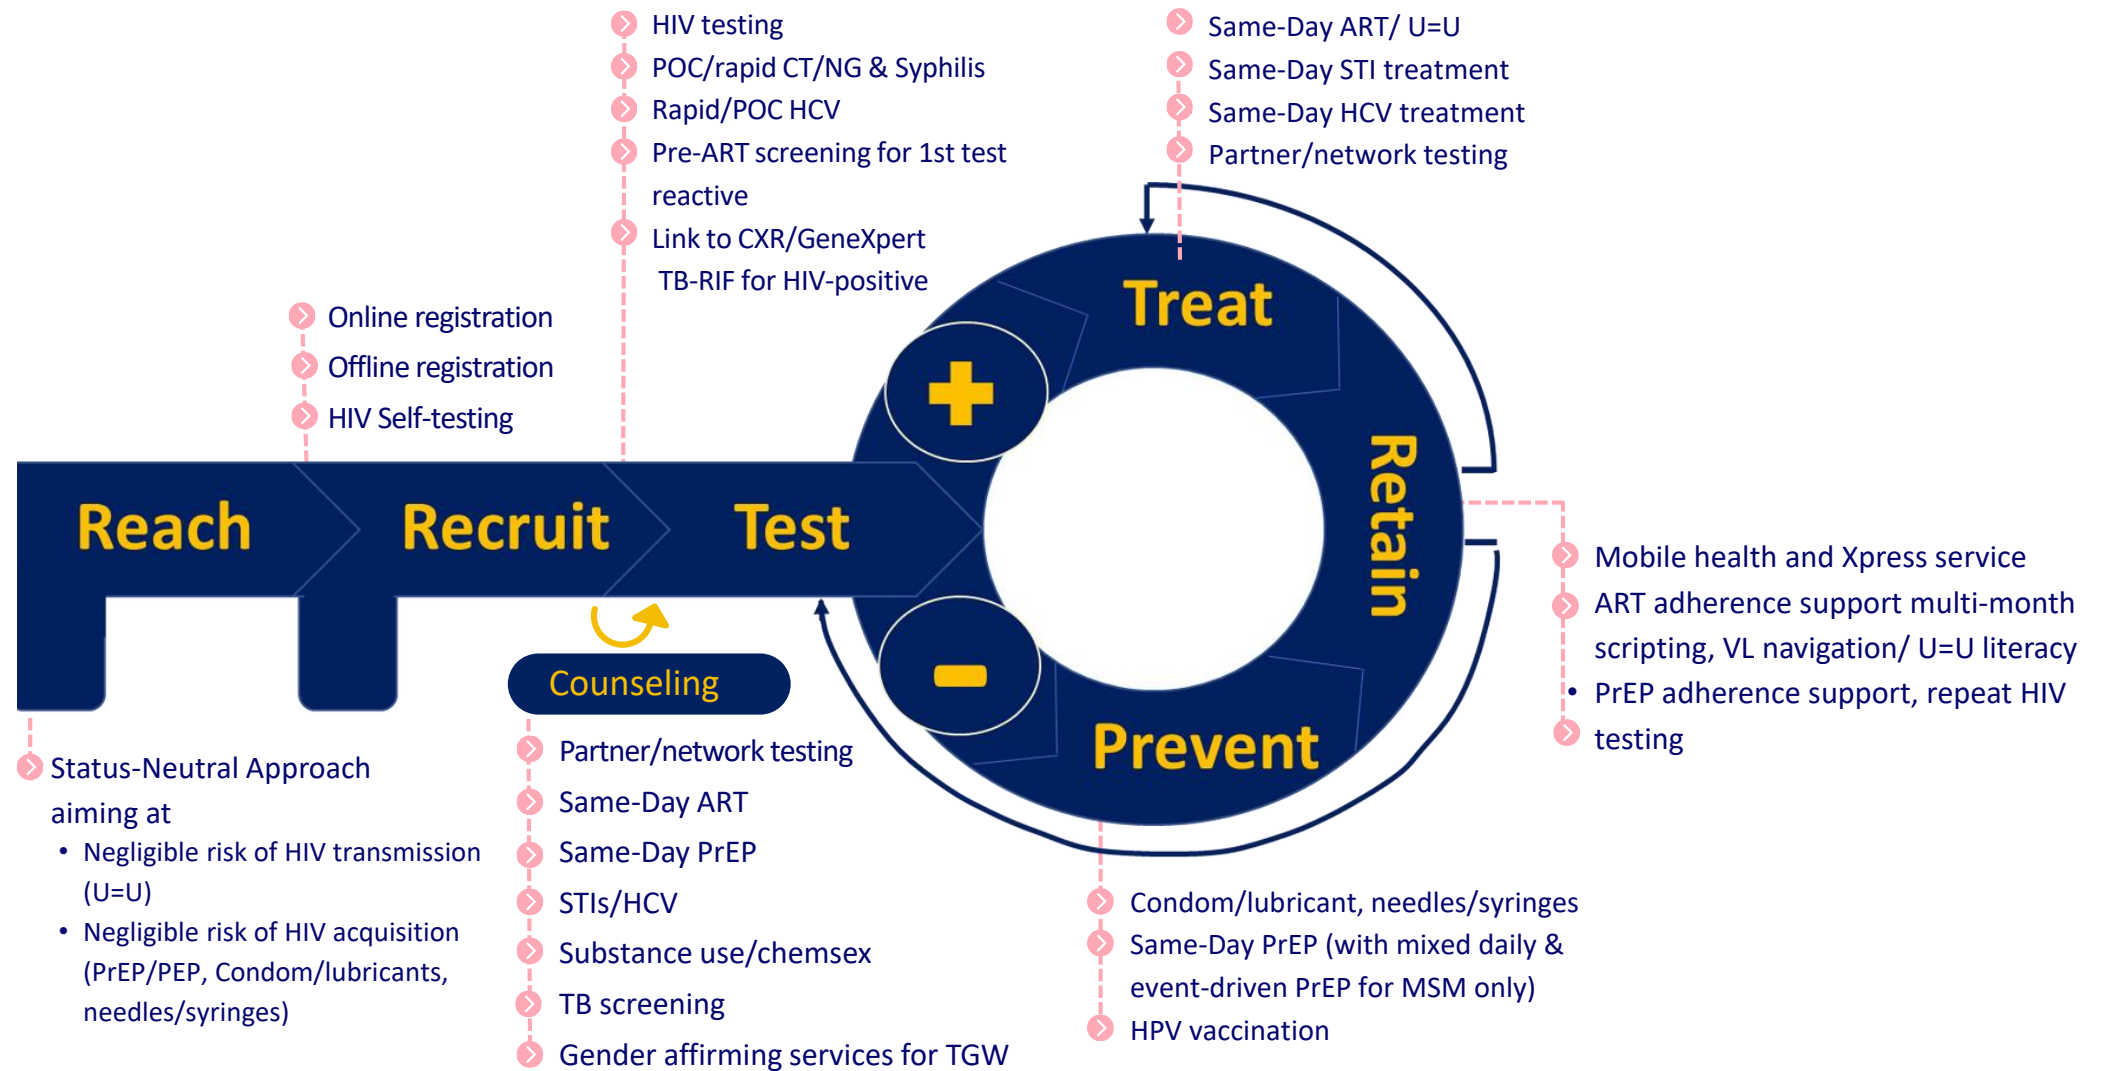 HIV testing
POC/rapid CT/NG & Syphilis
Rapid/POC HCV
Pre-ART screening for 1st test
reactive
Link to CXR/GeneXpert
TB-RIF for HIV-positive
Same-Day ART/ U=U
Same-Day STI treatment
Same-Day HCV treatment
Partner/network testing
Online registration
Offline registration
HIV Self-testing
Reach
Recruit
Test
Treat
Retain
Prevent
Counseling
Mobile health and Xpress service
ART adherence support multi-month
scripting, VL navigation/ U=U literacy
• PrEP adherence support, repeat HIV
testing
Status-Neutral Approach
aiming at
• Negligible risk of HIV transmission
(U=U)
• Negligible risk of HIV acquisition
(PrEP/PEP, Condom/lubricants,
needles/syringes)
Partner/network testing
Same-Day ART
Same-Day PrEP
STIs/HCV
Substance use/chemsex
TB screening
Gender affirming services for TGW
Condom/lubricant, needles/syringes
Same-Day PrEP (with mixed daily &
event-driven PrEP for MSM only)
HPV vaccination